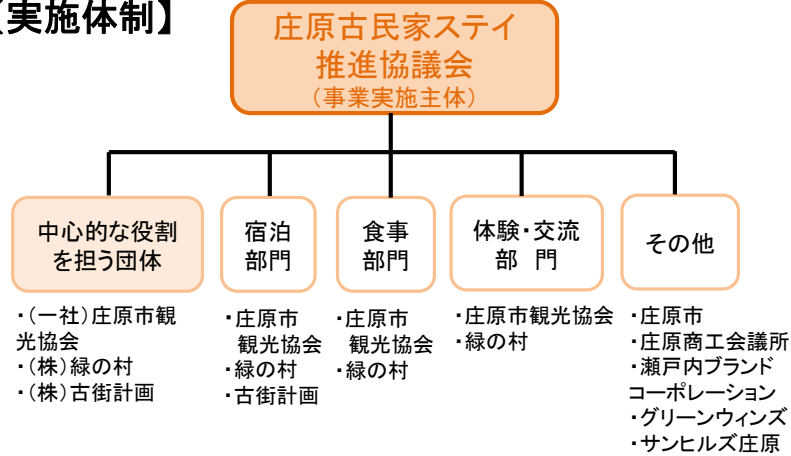 【実施体制】
庄原古民家ステイ
推進協議会
（事業実施主体）
中心的な役割
を担う団体
宿泊
部門
食事
部門
体験・交流
部　門
その他
・（一社）庄原市観
光協会
・（株）緑の村
・（株）古街計画
・庄原市
観光協会
・緑の村
・古街計画
・庄原市
観光協会
・緑の村
・庄原市観光協会
・緑の村
・庄原市
・庄原商工会議所
・瀬戸内ブランド
コーポレーション
・グリーンウィンズ
・サンヒルズ庄原